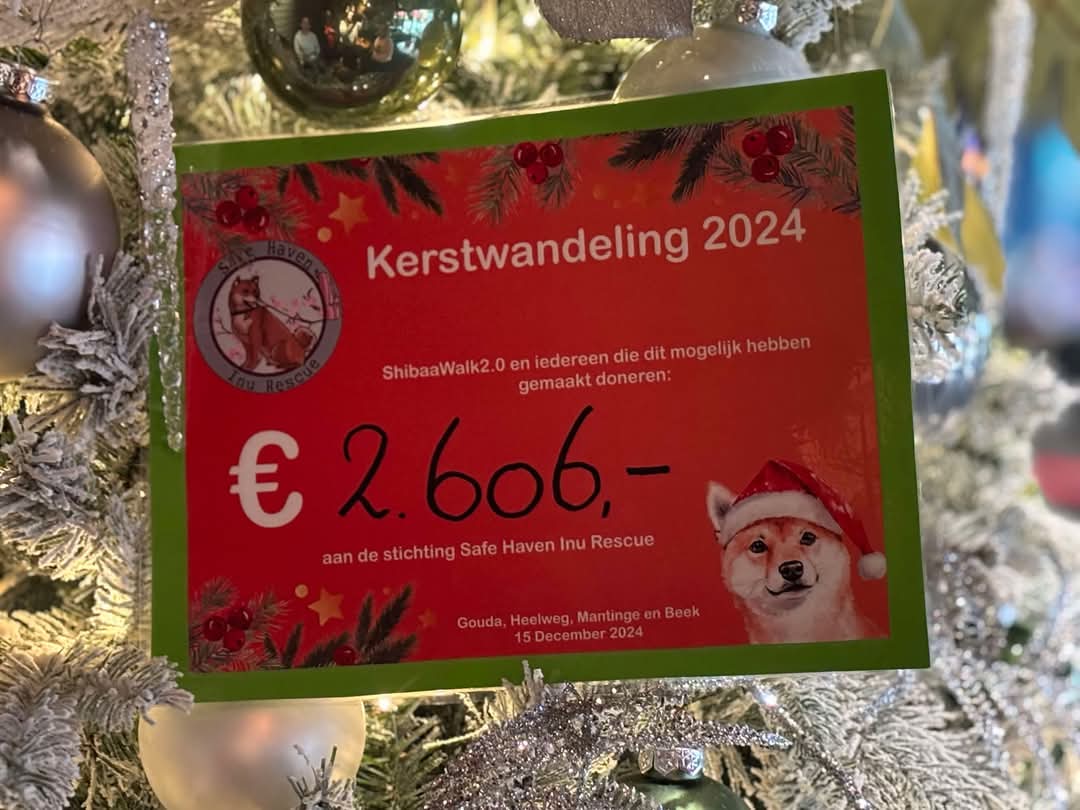 Kerstwandeling 2024
Safe Haven
Inu Rescue
ShibaaWalk2.0 en iedereen die dit mogelijk hebben
gemaakt doneren:
€ 2.606,-
aan de stichting Safe Haven Inu Rescue
Gouda, Heelweg, Mantinge en Beek
15 December 2024